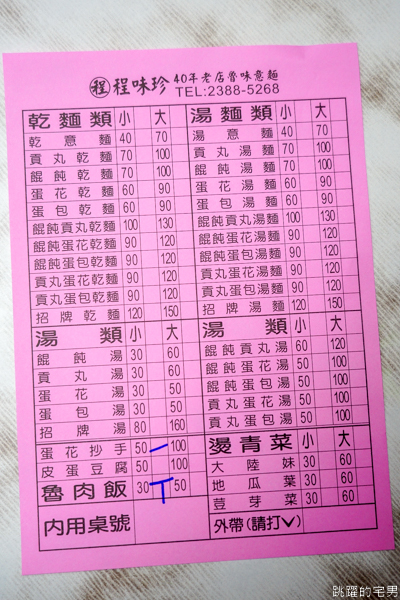 程 程味珍 40年老店魯味意麵
TEL:2388-5268
乾麵類 小 大
乾意麵 40 70
貢丸乾麵 70 100
餛飩乾麵 70 100
蛋花乾麵 60 90
蛋包乾麵 60 90
餛飩貢丸乾麵 100 130
餛飩蛋花乾麵 90 120
餛飩蛋包乾麵 90 120
貢丸蛋花乾麵 90 120
貢丸蛋包乾麵 90 120
招牌乾麵 120 150
湯麵類 小 大
湯意麵 40 70
貢丸湯麵 70 100
餛飩湯麵 70 100
蛋花湯麵 60 90
蛋包湯麵 60 90
餛飩貢丸湯麵 100 130
餛飩蛋花湯麵 90 120
餛飩蛋包湯麵 90 120
貢丸蛋花湯麵 90 120
貢丸蛋包湯麵 90 120
招牌湯麵 120 150
湯類 小 大
餛飩湯 30 60
貢丸湯 30 60
蛋花湯 30 50
蛋包湯 30 50
招牌湯 80 160
湯類 小 大
餛飩貢丸湯 60 120
餛飩蛋花湯 50 100
餛飩蛋包湯 50 100
貢丸蛋花湯 50 100
貢丸蛋包湯 50 100
蛋花抄手 50 一 100
皮蛋豆腐 50 100
魯肉飯 30 丅 50
內用桌號
燙青菜 小 大
大陸妹 30 60
地瓜葉 30 60
荳芽菜 30 60
外帶(請打✓)
跳躍的宅男